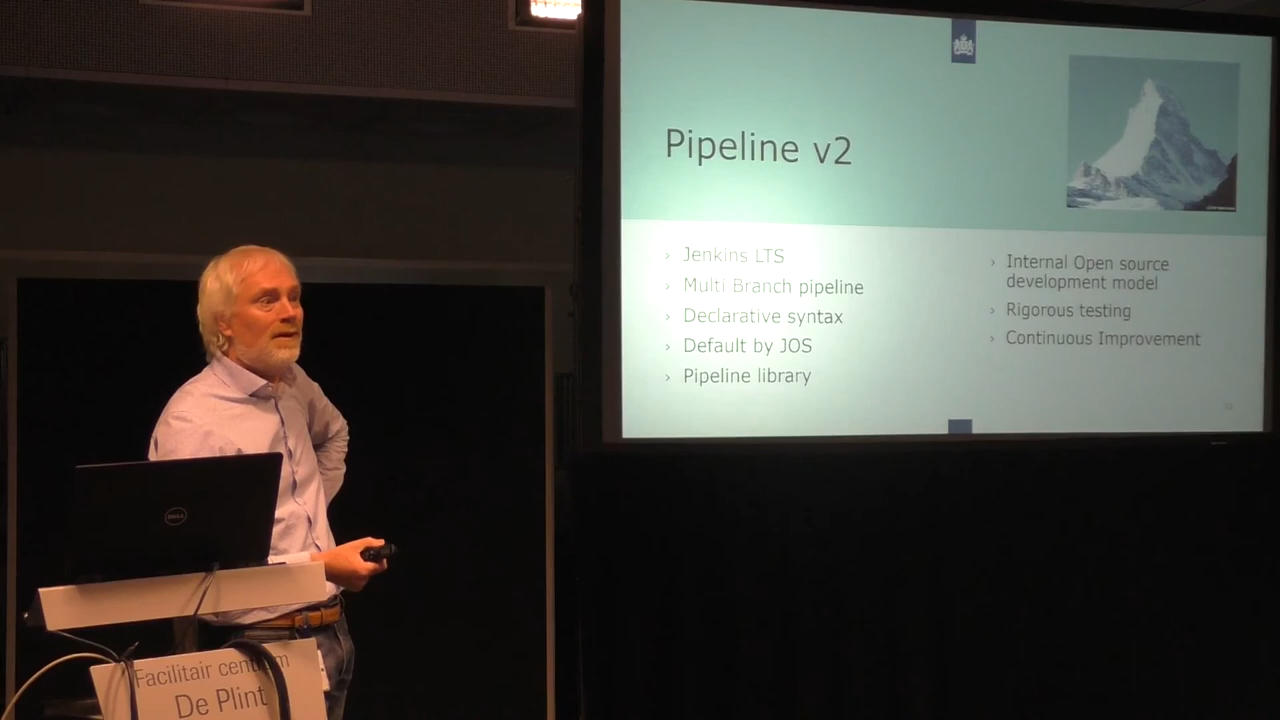 Pipeline v2
› Jenkins LTS
› Multi Branch pipeline
› Declarative syntax
› Default by JOS
› Pipeline library
› Internal Open source
development model
› Rigorous testing
› Continuous Improvement
DELL
Facilitair centrum
De Plint